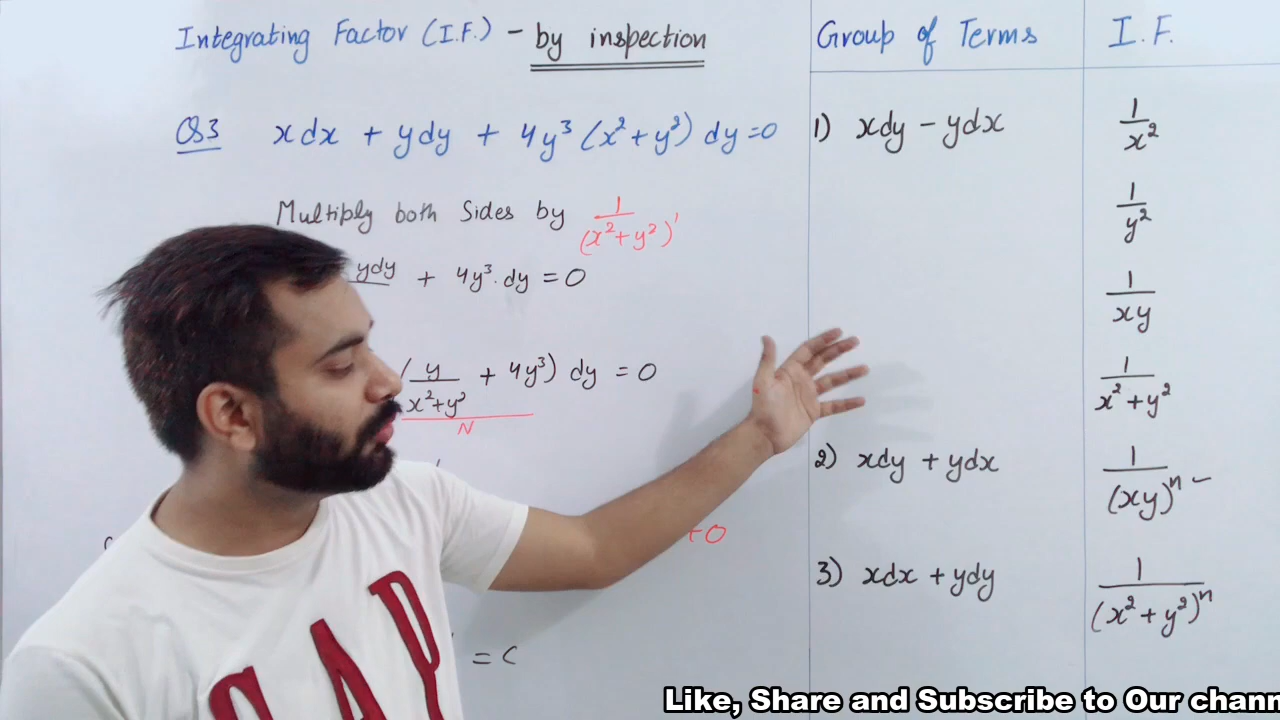 Integrating Factor (I.F.) - by inspection
Q3 xdx + ydy + 4y³ (x² + y²) dy = 0
Multiply both Sides by 1/(x² + y²)¹
ydy + 4y³. dy = 0
(y/(x² + y²) + 4y³) dy = 0
N
+0
= C
Group of Terms I.F.
1) xdy - ydx 1/x²
1/y²
1/xy
1/(x² + y²)
2) xdy + ydx 1/(xy)ⁿ -
3) xdx + ydy 1/(x² + y²)ⁿ
GAP
Like, Share and Subscribe to Our chann